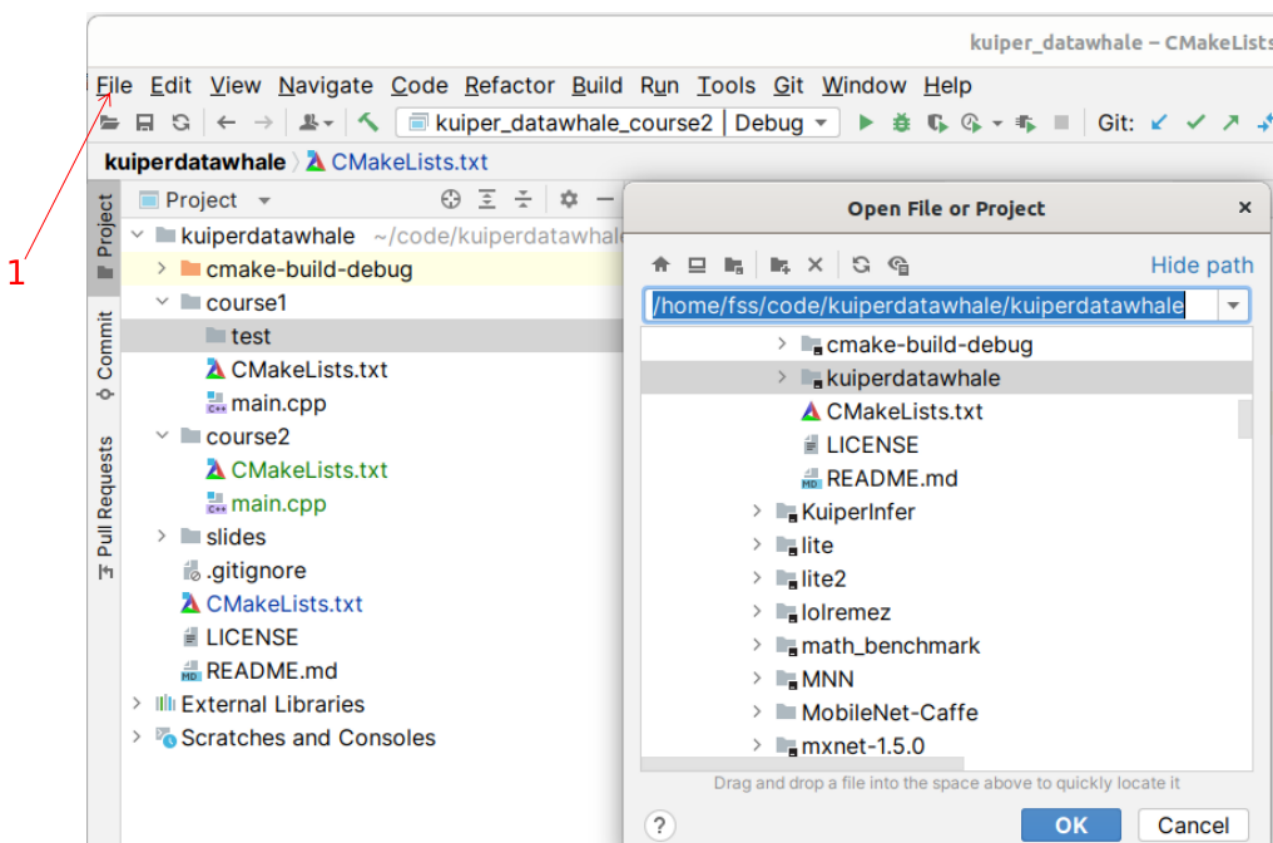 kuiper_datawhale – CMakeLists
File Edit View Navigate Code Refactor Build Run Tools Git Window Help
kuiper_datawhale_course2 | Debug Git:
kuiperdatawhale CMakeLists.txt
1
Project
Commit
Pull Requests
Project
kuiperdatawhale ~/code/kuiperdatawhale
cmake-build-debug
course1
test
CMakeLists.txt
main.cpp
course2
CMakeLists.txt
main.cpp
slides
.gitignore
CMakeLists.txt
LICENSE
README.md
External Libraries
Scratches and Consoles
Open File or Project
Hide path
/home/fss/code/kuiperdatawhale/kuiperdatawhale
cmake-build-debug
kuiperdatawhale
CMakeLists.txt
LICENSE
README.md
KuiperInfer
lite
lite2
lolremez
math_benchmark
MNN
MobileNet-Caffe
mxnet-1.5.0
Drag and drop a file into the space above to quickly locate it
? OK Cancel